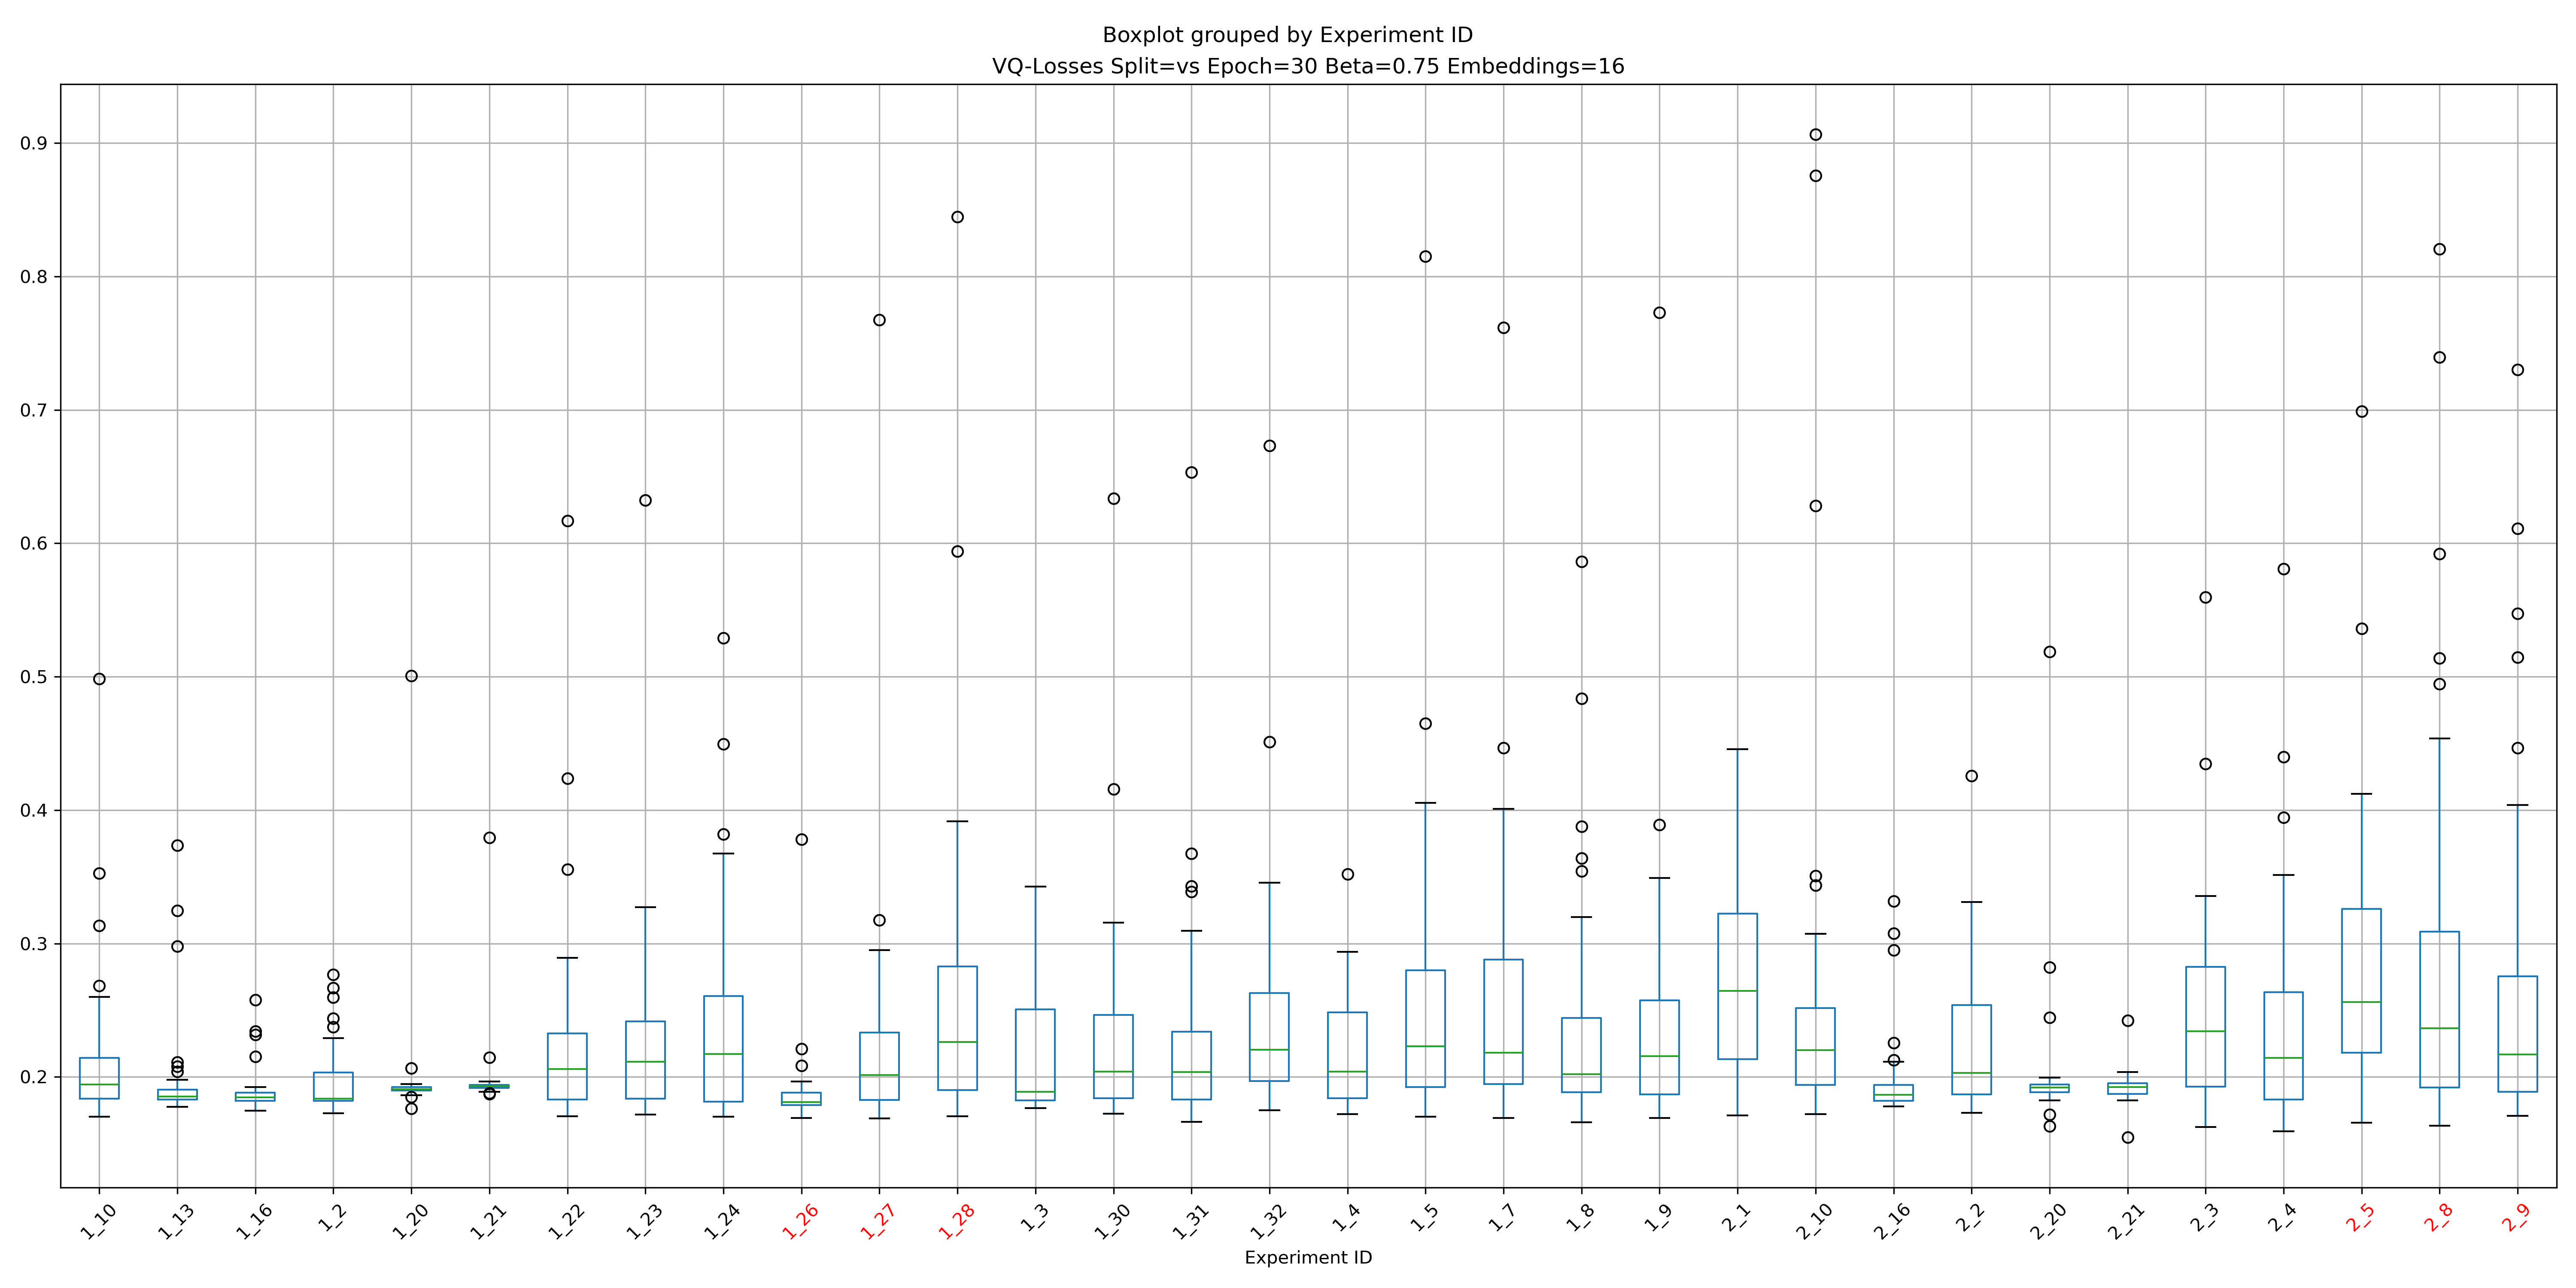 Boxplot grouped by Experiment ID
VQ-Losses Split=vs Epoch=30 Beta=0.75 Embeddings=16
0.9
0.8
0.7
0.6
0.5
0.4
0.3
0.2
1_10 1_13 1_16 1_2 1_20 1_21 1_22 1_23 1_24 1_26 1_27 1_28 1_3 1_30 1_31 1_32 1_4 1_5 1_7 1_8 1_9 2_1 2_10 2_16 2_2 2_20 2_21 2_3 2_4 2_5 2_8 2_9
Experiment ID